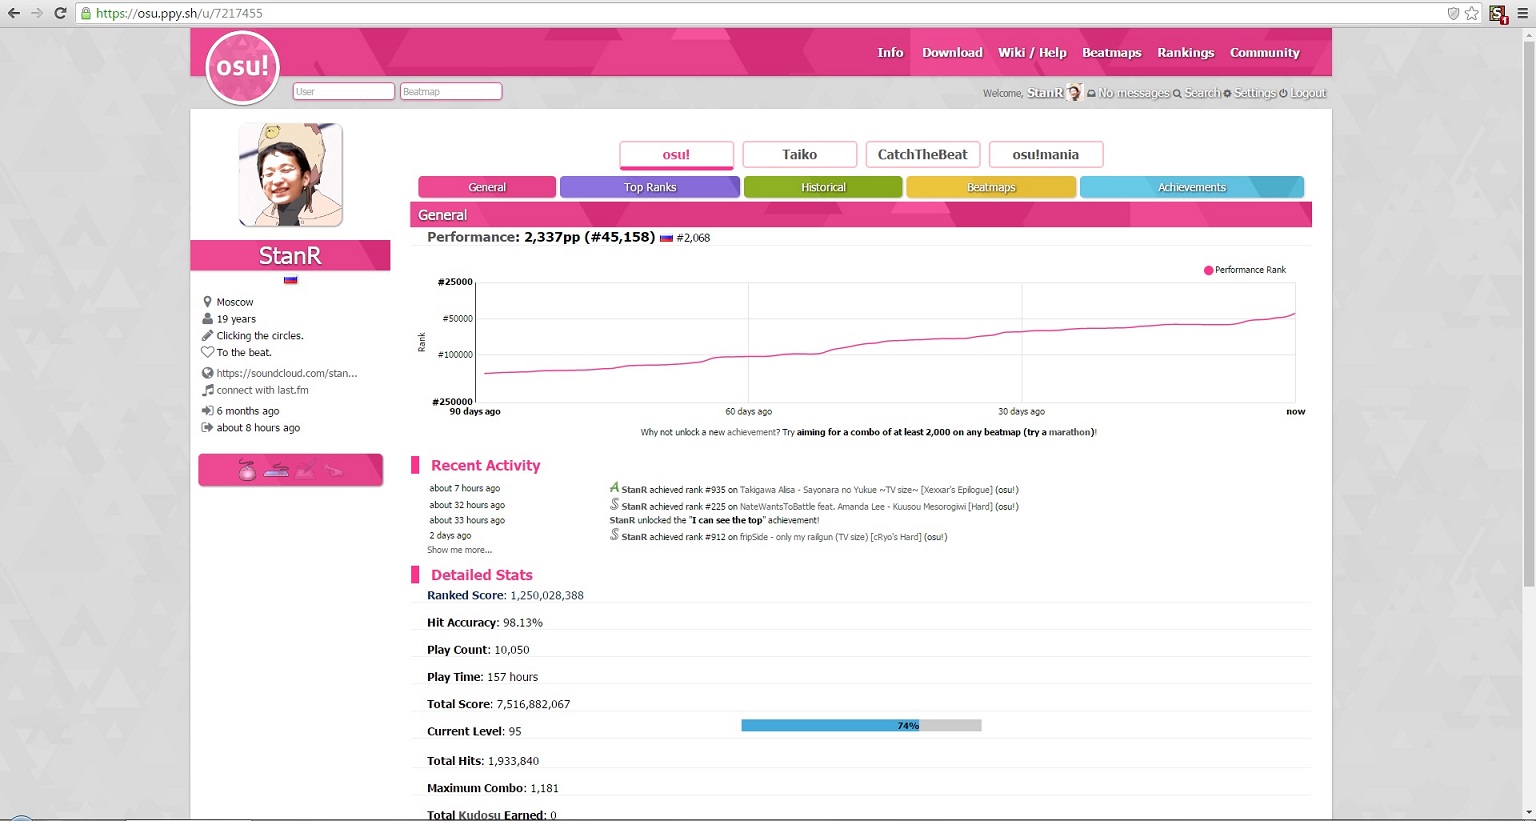 https://osu.ppy.sh/u/7217455
osu!
Info Download Wiki / Help Beatmaps Rankings Community
User Beatmap
Welcome, StanR No messages Search Settings Logout
osu! Taiko CatchTheBeat osu!mania
General Top Ranks Historical Beatmaps Achievements
General
Performance: 2,337pp (#45,158) #2,068
StanR
Moscow
19 years
Clicking the circles.
To the beat.
https://soundcloud.com/stan...
connect with last.fm
6 months ago
about 8 hours ago
Performance Rank
#25000
#50000
Rank
#100000
#250000
90 days ago 60 days ago 30 days ago now
Why not unlock a new achievement? Try aiming for a combo of at least 2,000 on any beatmap (try a marathon)!
Recent Activity
about 7 hours ago A StanR achieved rank #935 on Takigawa Alisa - Sayonara no Yukue ~TV size~ [Xexxar's Epilogue] (osu!)
about 32 hours ago S StanR achieved rank #225 on NateWantsToBattle feat. Amanda Lee - Kuusou Mesorogiwi [Hard] (osu!)
about 33 hours ago StanR unlocked the "I can see the top" achievement!
2 days ago S StanR achieved rank #912 on fripSide - only my railgun (TV size) [cRyo's Hard] (osu!)
Show me more...
Detailed Stats
Ranked Score: 1,250,028,388
Hit Accuracy: 98.13%
Play Count: 10,050
Play Time: 157 hours
Total Score: 7,516,882,067
Current Level: 95 74%
Total Hits: 1,933,840
Maximum Combo: 1,181
Total Kudosu Earned: 0